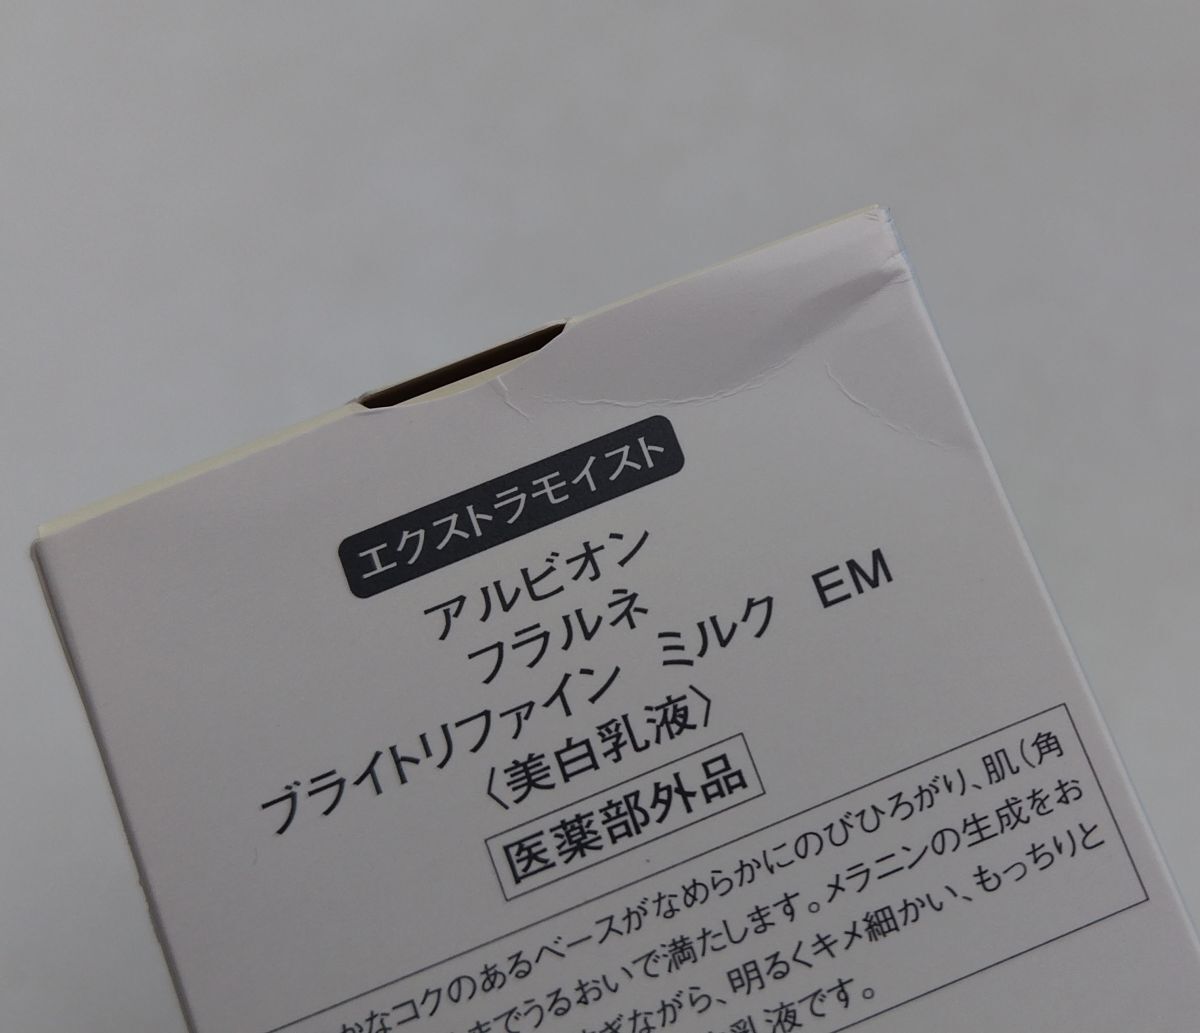 エクストラモイスト
アルビオン
フラルネ
ブライトリファイン ミルク EM
〈美白乳液〉
医薬部外品
かなコクのあるベースがなめらかにのびひろがり、肌(角
までうるおいで満たします。メラニンの生成をお
ぎながら、明るくキメ細かい、もっちりと
乳液です。